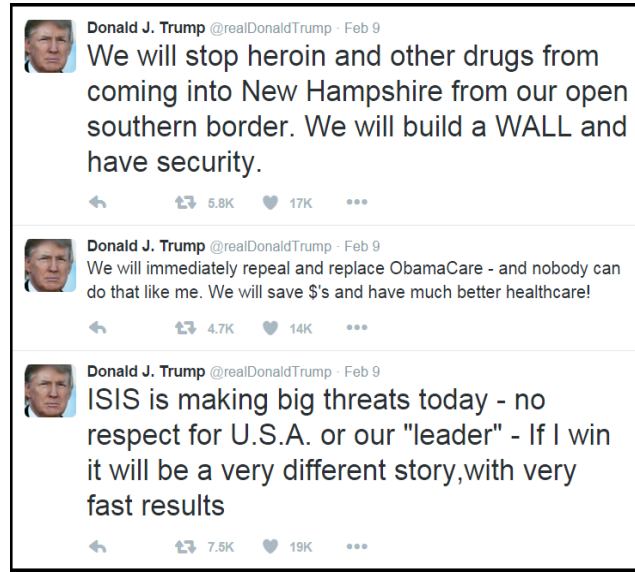 Donald J. Trump @realDonaldTrump · Feb 9
We will stop heroin and other drugs from
coming into New Hampshire from our open
southern border. We will build a WALL and
have security.
5.8K 17K
Donald J. Trump @realDonaldTrump · Feb 9
We will immediately repeal and replace ObamaCare - and nobody can
do that like me. We will save $'s and have much better healthcare!
4.7K 14K
Donald J. Trump @realDonaldTrump · Feb 9
ISIS is making big threats today - no
respect for U.S.A. or our "leader" - If I win
it will be a very different story,with very
fast results
7.5K 19K